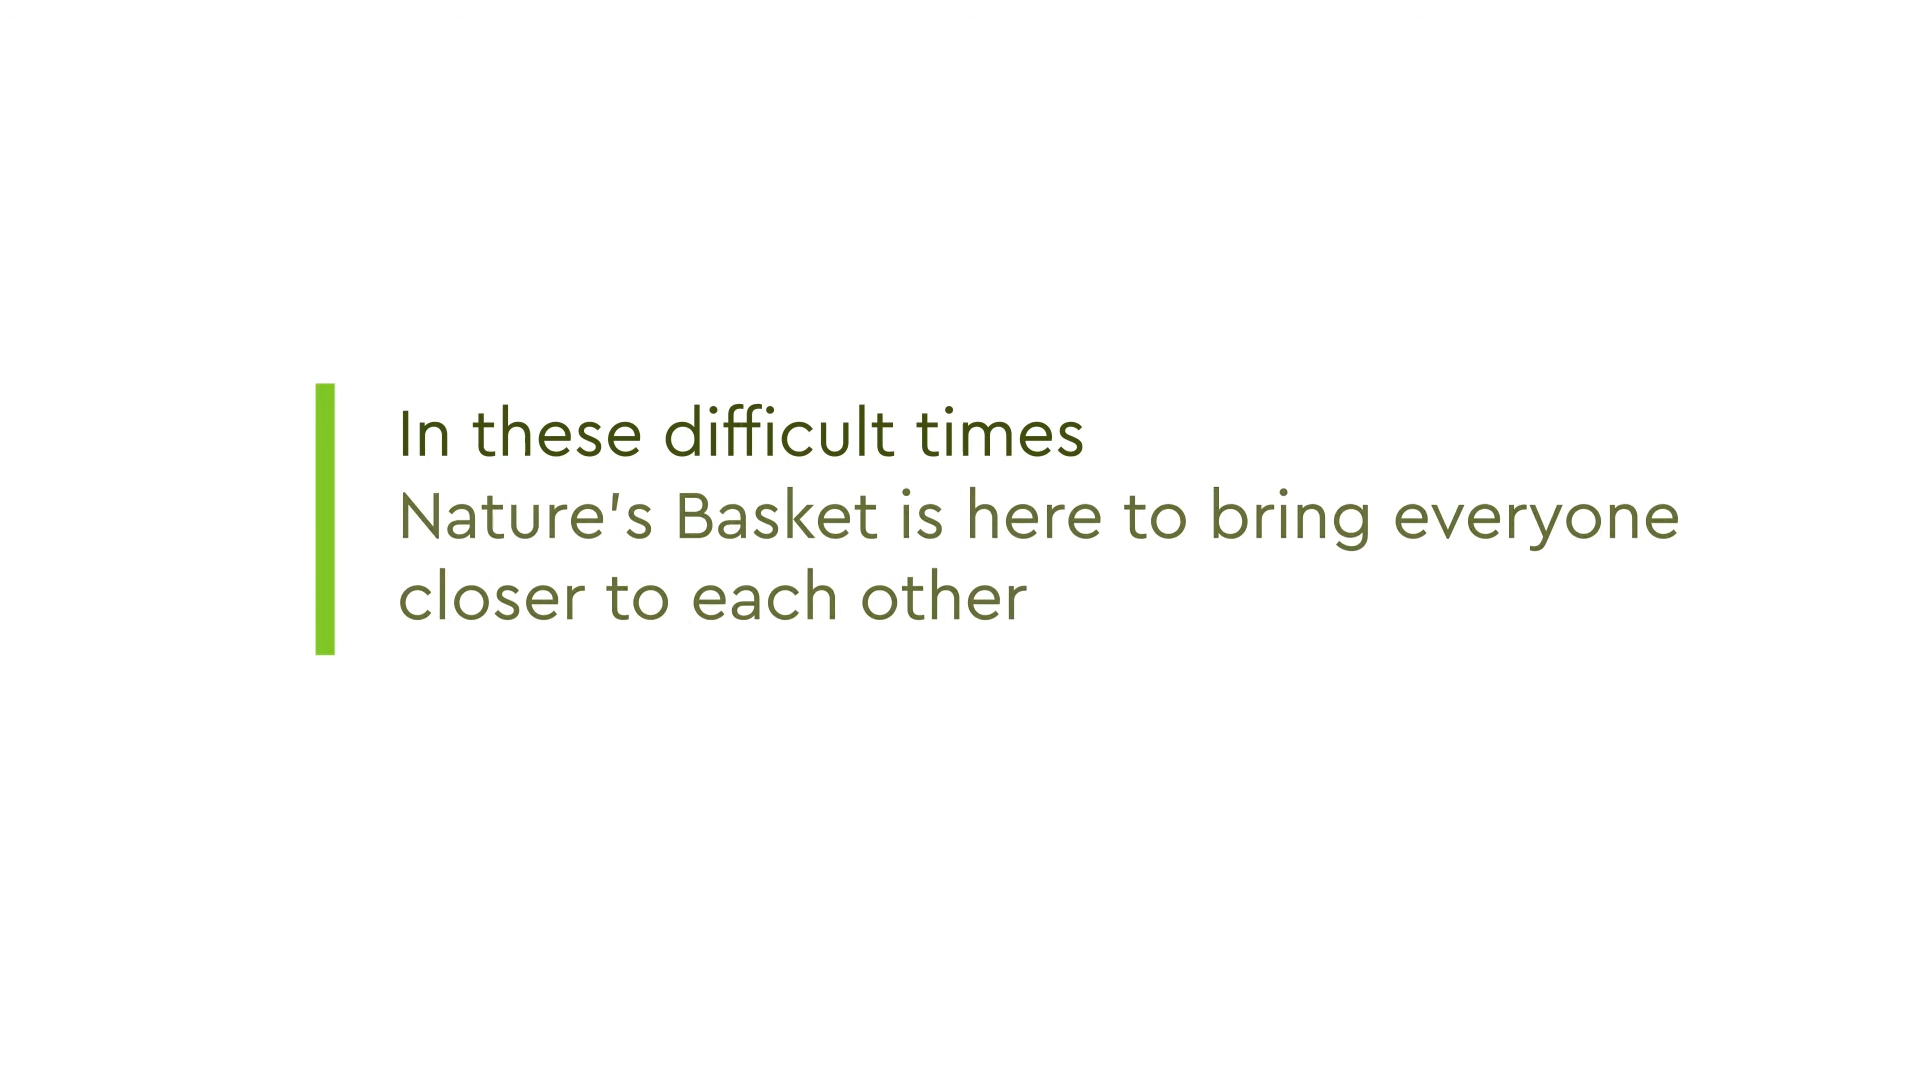 In these difficult times
Nature's Basket is here to bring everyone
closer to each other